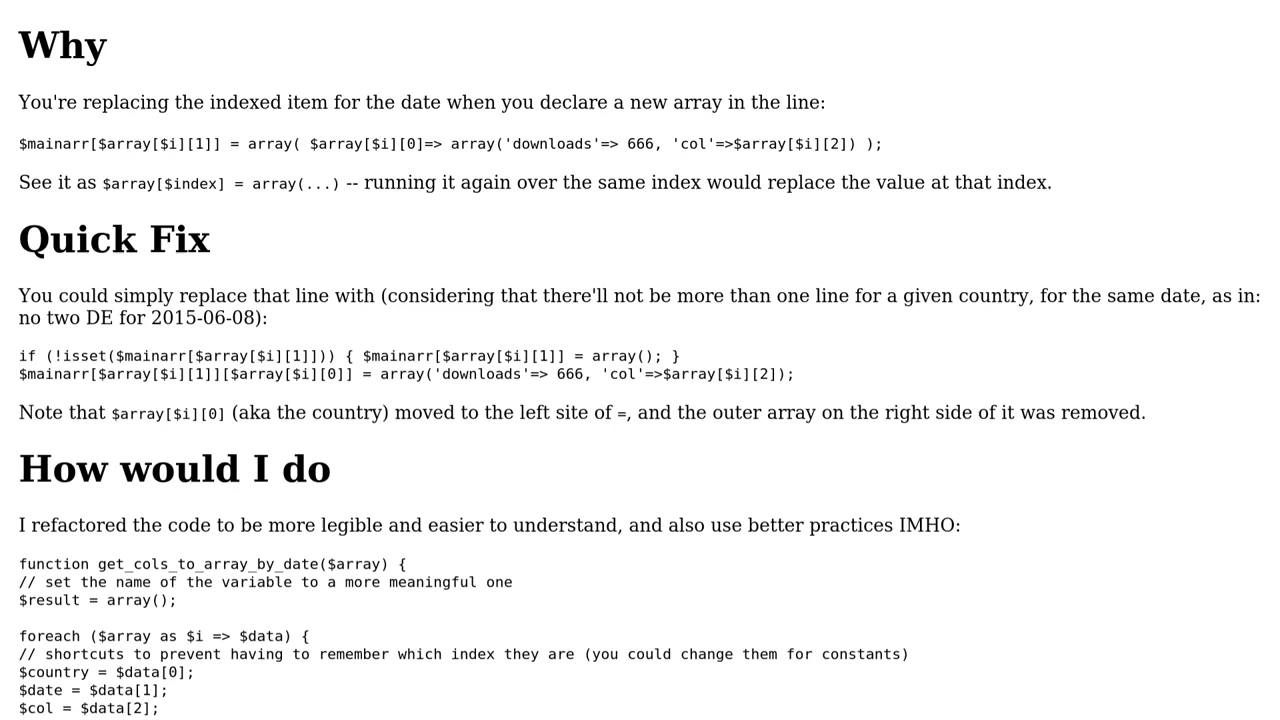 Why
You're replacing the indexed item for the date when you declare a new array in the line:
$mainarr[$array[$i][1]] = array( $array[$i][0]=> array('downloads'=> 666, 'col'=>$array[$i][2]) );
See it as $array[$index] = array(...) -- running it again over the same index would replace the value at that index.
Quick Fix
You could simply replace that line with (considering that there'll not be more than one line for a given country, for the same date, as in:
no two DE for 2015-06-08):
if (!isset($mainarr[$array[$i][1]])) { $mainarr[$array[$i][1]] = array(); }
$mainarr[$array[$i][1]][$array[$i][0]] = array('downloads'=> 666, 'col'=>$array[$i][2]);
Note that $array[$i][0] (aka the country) moved to the left site of =, and the outer array on the right side of it was removed.
How would I do
I refactored the code to be more legible and easier to understand, and also use better practices IMHO:
function get_cols_to_array_by_date($array) {
// set the name of the variable to a more meaningful one
$result = array();
foreach ($array as $i => $data) {
// shortcuts to prevent having to remember which index they are (you could change them for constants)
$country = $data[0];
$date = $data[1];
$col = $data[2];